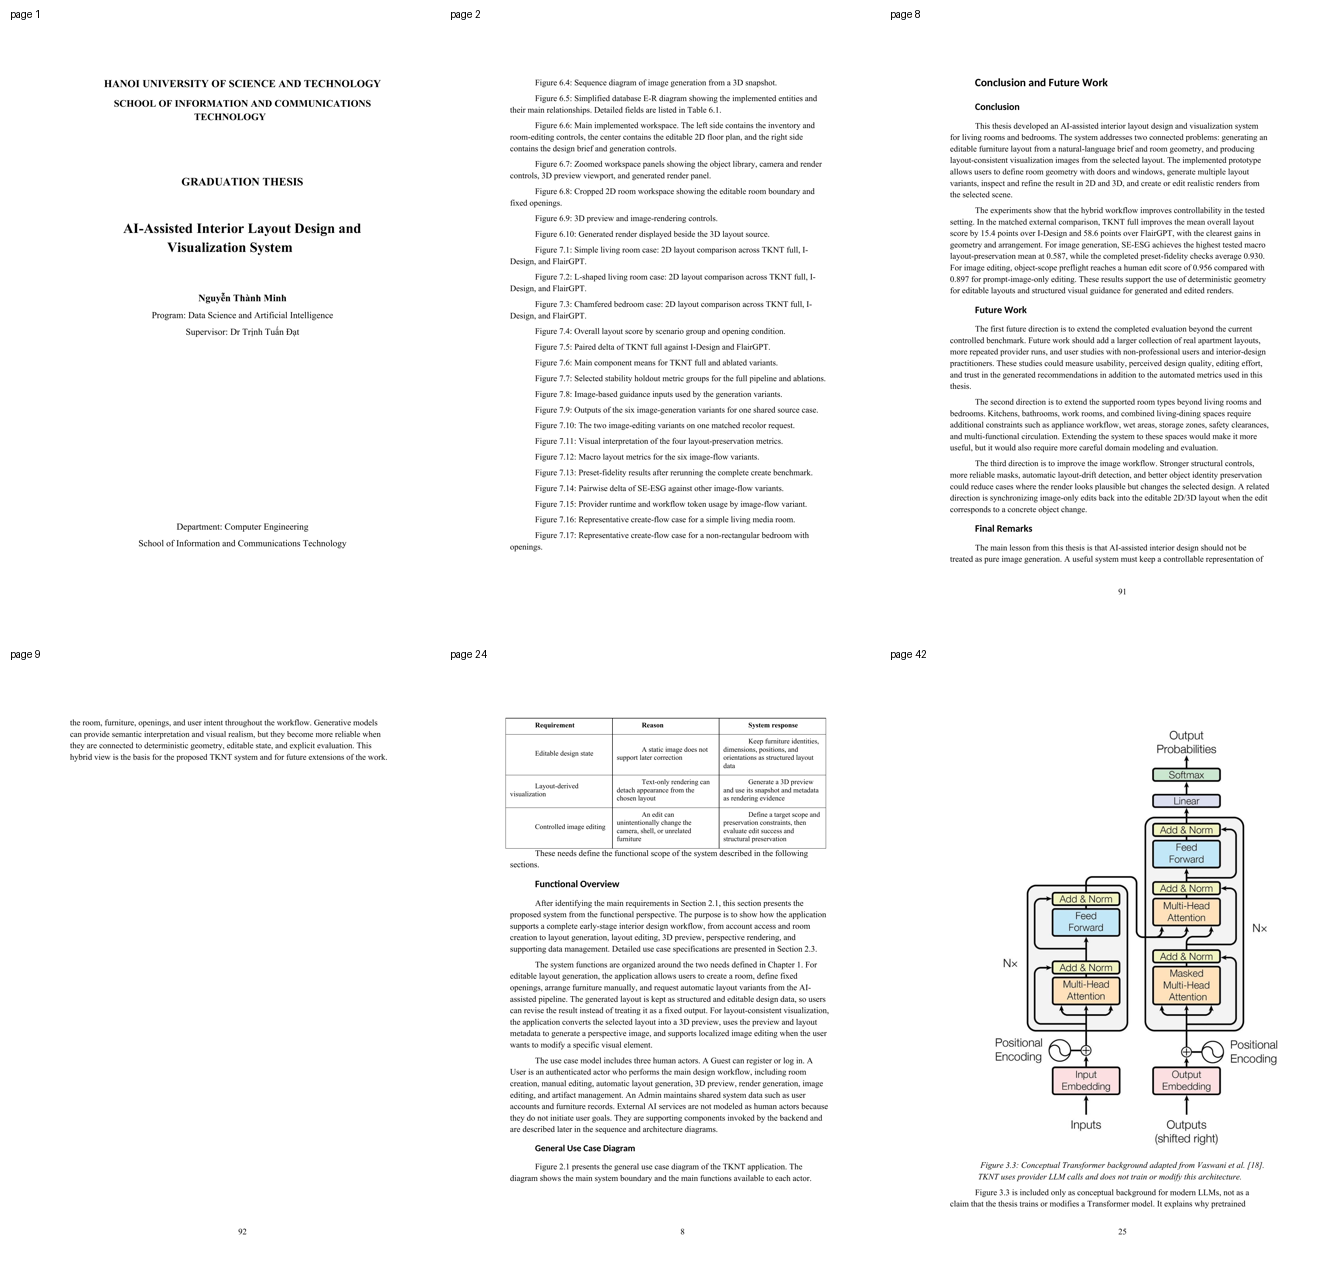 page 1
HANOI UNIVERSITY OF SCIENCE AND TECHNOLOGY
SCHOOL OF INFORMATION AND COMMUNICATIONS
TECHNOLOGY
GRADUATION THESIS
AI-Assisted Interior Layout Design and
Visualization System
Nguyễn Thành Minh
Program: Data Science and Artificial Intelligence
Supervisor: Dr Trịnh Tuấn Đạt
Department: Computer Engineering
School of Information and Communications Technology
page 2
Figure 6.4: Sequence diagram of image generation from a 3D snapshot.
Figure 6.5: Simplified database E-R diagram showing the implemented entities and
their main relationships. Detailed fields are listed in Table 6.1.
Figure 6.6: Main implemented workspace. The left side contains the inventory and
room-editing controls, the center contains the editable 2D floor plan, and the right side
contains the design brief and generation controls.
Figure 6.7: Zoomed workspace panels showing the object library, camera and render
controls, 3D preview viewport, and generated render panel.
Figure 6.8: Cropped 2D room workspace showing the editable room boundary and
fixed openings.
Figure 6.9: 3D preview and image-rendering controls.
Figure 6.10: Generated render displayed beside the 3D layout source.
Figure 7.1: Simple living room case: 2D layout comparison across TKNT full, I-
Design, and FlairGPT.
Figure 7.2: L-shaped living room case: 2D layout comparison across TKNT full, I-
Design, and FlairGPT.
Figure 7.3: Chamfered bedroom case: 2D layout comparison across TKNT full, I-
Design, and FlairGPT.
Figure 7.4: Overall layout score by scenario group and opening condition.
Figure 7.5: Paired delta of TKNT full against I-Design and FlairGPT.
Figure 7.6: Main component means for TKNT full and ablated variants.
Figure 7.7: Selected stability holdout metric groups for the full pipeline and ablations.
Figure 7.8: Image-based guidance inputs used by the generation variants.
Figure 7.9: Outputs of the six image-generation variants for one shared source case.
Figure 7.10: The two image-editing variants on one matched recolor request.
Figure 7.11: Visual interpretation of the four layout-preservation metrics.
Figure 7.12: Macro layout metrics for the six image-flow variants.
Figure 7.13: Preset-fidelity results after rerunning the complete create benchmark.
Figure 7.14: Pairwise delta of SE-ESG against other image-flow variants.
Figure 7.15: Provider runtime and workflow token usage by image-flow variant.
Figure 7.16: Representative create-flow case for a simple living media room.
Figure 7.17: Representative create-flow case for a non-rectangular bedroom with
openings.
page 8
Conclusion and Future Work
Conclusion
This thesis developed an AI-assisted interior layout design and visualization system
for living rooms and bedrooms. The system addresses two connected problems: generating an
editable furniture layout from a natural-language brief and room geometry, and producing
layout-consistent visualization images from the selected layout. The implemented prototype
allows users to define room geometry with doors and windows, generate multiple layout
variants, inspect and refine the result in 2D and 3D, and create or edit realistic renders from
the selected scene.
The experiments show that the hybrid workflow improves controllability in the tested
setting. In the matched external comparison, TKNT full improves the mean overall layout
score by 15.4 points over I-Design and 58.6 points over FlairGPT, with the clearest gains in
geometry and arrangement. For image generation, SE-ESG achieves the highest tested macro
layout-preservation mean at 0.587, while the completed preset-fidelity checks average 0.930.
For image editing, object-scope preflight reaches a human edit score of 0.956 compared with
0.897 for prompt-image-only editing. These results support the use of deterministic geometry
for editable layouts and structured visual guidance for generated and edited renders.
Future Work
The first future direction is to extend the completed evaluation beyond the current
controlled benchmark. Future work should add a larger collection of real apartment layouts,
more repeated provider runs, and user studies with non-professional users and interior-design
practitioners. These studies could measure usability, perceived design quality, editing effort,
and trust in the generated recommendations in addition to the automated metrics used in this
thesis.
The second direction is to extend the supported room types beyond living rooms and
bedrooms. Kitchens, bathrooms, work rooms, and combined living-dining spaces require
additional constraints such as appliance workflow, wet areas, storage zones, safety clearances,
and multi-functional circulation. Extending the system to these spaces would make it more
useful, but it would also require more careful domain modeling and evaluation.
The third direction is to improve the image workflow. Stronger structural controls,
more reliable masks, automatic layout-drift detection, and better object identity preservation
could reduce cases where the render looks plausible but changes the selected design. A related
direction is synchronizing image-only edits back into the editable 2D/3D layout when the edit
corresponds to a concrete object change.
Final Remarks
The main lesson from this thesis is that AI-assisted interior design should not be
treated as pure image generation. A useful system must keep a controllable representation of
91
page 9
the room, furniture, openings, and user intent throughout the workflow. Generative models
can provide semantic interpretation and visual realism, but they become more reliable when
they are connected to deterministic geometry, editable state, and explicit evaluation. This
hybrid view is the basis for the proposed TKNT system and for future extensions of the work.
92
page 24
Requirement
Reason
System response
Editable design state
A static image does not
support later correction
Keep furniture identities,
dimensions, positions, and
orientations as structured layout
data
Layout-derived
visualization
Text-only rendering can
detach appearance from the
chosen layout
Generate a 3D preview
and use its snapshot and metadata
as rendering evidence
Controlled image editing
An edit can
unintentionally change the
camera, shell, or unrelated
furniture
Define a target scope and
preservation constraints, then
evaluate edit success and
structural preservation
These needs define the functional scope of the system described in the following
sections.
Functional Overview
After identifying the main requirements in Section 2.1, this section presents the
proposed system from the functional perspective. The purpose is to show how the application
supports a complete early-stage interior design workflow, from account access and room
creation to layout generation, layout editing, 3D preview, perspective rendering, and
supporting data management. Detailed use case specifications are presented in Section 2.3.
The system functions are organized around the two needs defined in Chapter 1. For
editable layout generation, the application allows users to create a room, define fixed
openings, arrange furniture manually, and request automatic layout variants from the AI-
assisted pipeline. The generated layout is kept as structured and editable design data, so users
can revise the result instead of treating it as a fixed output. For layout-consistent visualization,
the application converts the selected layout into a 3D preview, uses the preview and layout
metadata to generate a perspective image, and supports localized image editing when the user
wants to modify a specific visual element.
The use case model includes three human actors. A Guest can register or log in. A
User is an authenticated actor who performs the main design workflow, including room
creation, manual editing, automatic layout generation, 3D preview, render generation, image
editing, and artifact management. An Admin maintains shared system data such as user
accounts and furniture records. External AI services are not modeled as human actors because
they do not initiate user goals. They are supporting components invoked by the backend and
are described later in the sequence and architecture diagrams.
General Use Case Diagram
Figure 2.1 presents the general use case diagram of the TKNT application. The
diagram shows the main system boundary and the main functions available to each actor.
8
page 42
Output
Probabilities
Softmax
Linear
Add & Norm
Feed
Forward
Add & Norm
Multi-Head
Attention
Add & Norm
Masked
Multi-Head
Attention
N×
Add & Norm
Feed
Forward
Add & Norm
Multi-Head
Attention
N×
Positional
Encoding
Positional
Encoding
Input
Embedding
Output
Embedding
Inputs
Outputs
(shifted right)
Figure 3.3: Conceptual Transformer background adapted from Vaswani et al. [18].
TKNT uses provider LLM calls and does not train or modify this architecture.
Figure 3.3 is included only as conceptual background for modern LLMs, not as a
claim that the thesis trains or modifies a Transformer model. It explains why pretrained
25